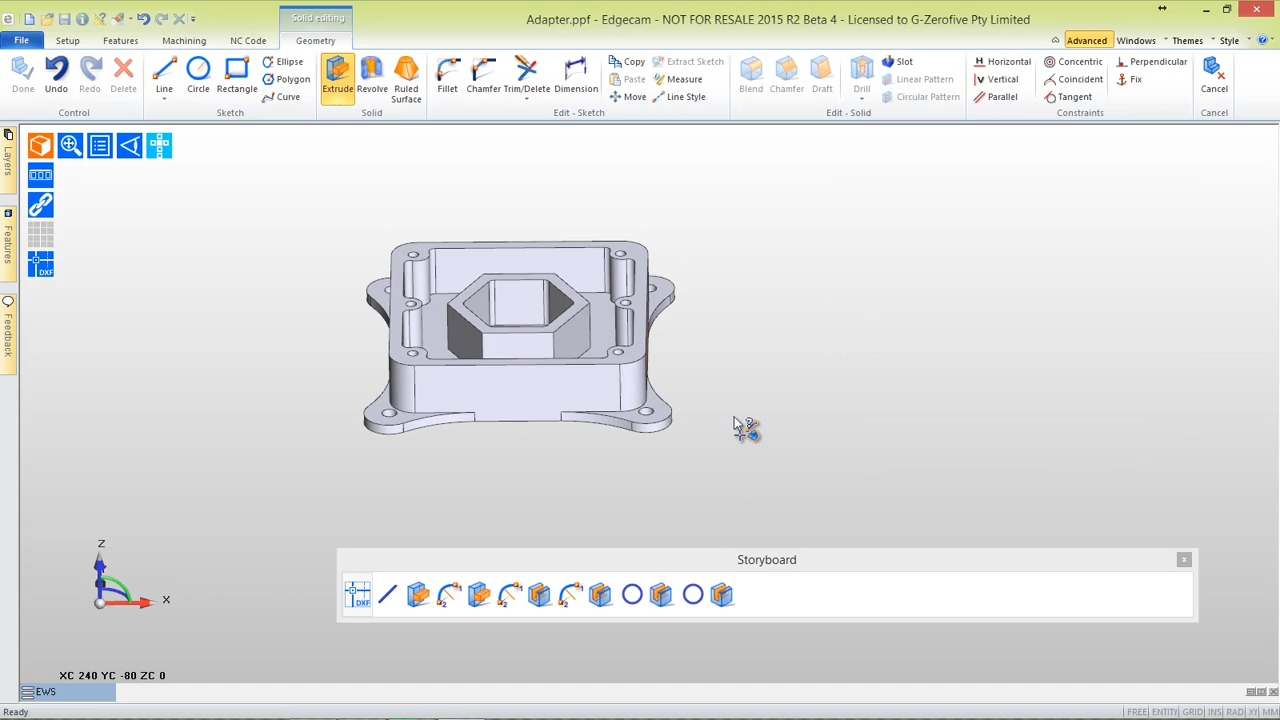 Solid editing
Adapter.ppf - Edgecam - NOT FOR RESALE 2015 R2 Beta 4 - Licensed to G-Zerofive Pty Limited
File Setup Features Machining NC Code Geometry Advanced Windows Themes Style
Done Undo Redo Delete
Line Circle Rectangle Ellipse Polygon Curve
Extrude Revolve Ruled Surface
Fillet Chamfer Trim/Delete Dimension Copy Paste Move Extract Sketch Measure Line Style
Blend Chamfer Draft Drill Slot Linear Pattern Circular Pattern
Horizontal Vertical Parallel Concentric Coincident Tangent Perpendicular Fix
Cancel
Control Sketch Solid Edit - Sketch Edit - Solid Constraints Cancel
Layers
Features
Feedback
DXF
Z
X
Storyboard
DXF
XC 240 YC -80 ZC 0
EWS
Ready
FREE ENTITY GRID INS RAD XY MM